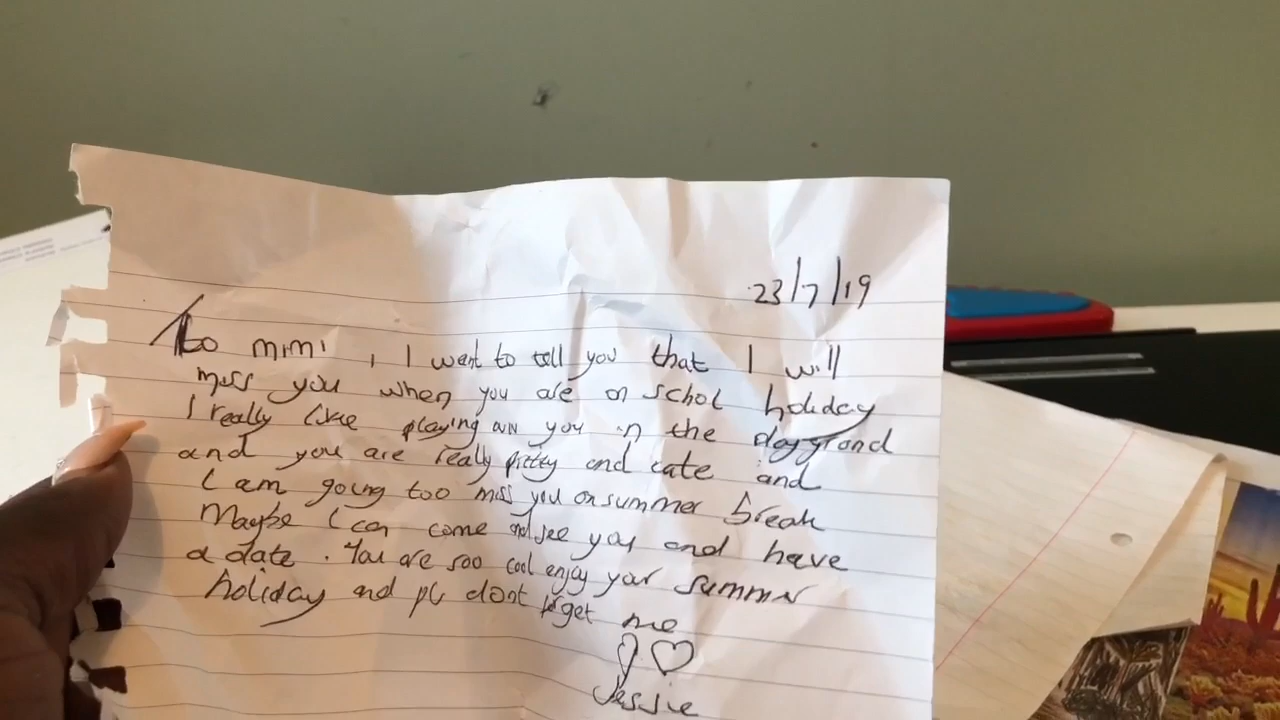 23/7/19
to mimi , I want to tell you that I will
miss you when you are on schol holiday
I really like playing you in the playgrond
and you are really pritty and cute and
I am going too miss you on summer break
Maybe I can come and see you and have
a date . You are soo cool enjoy your summer
holiday and pls dont forget me
Jessie